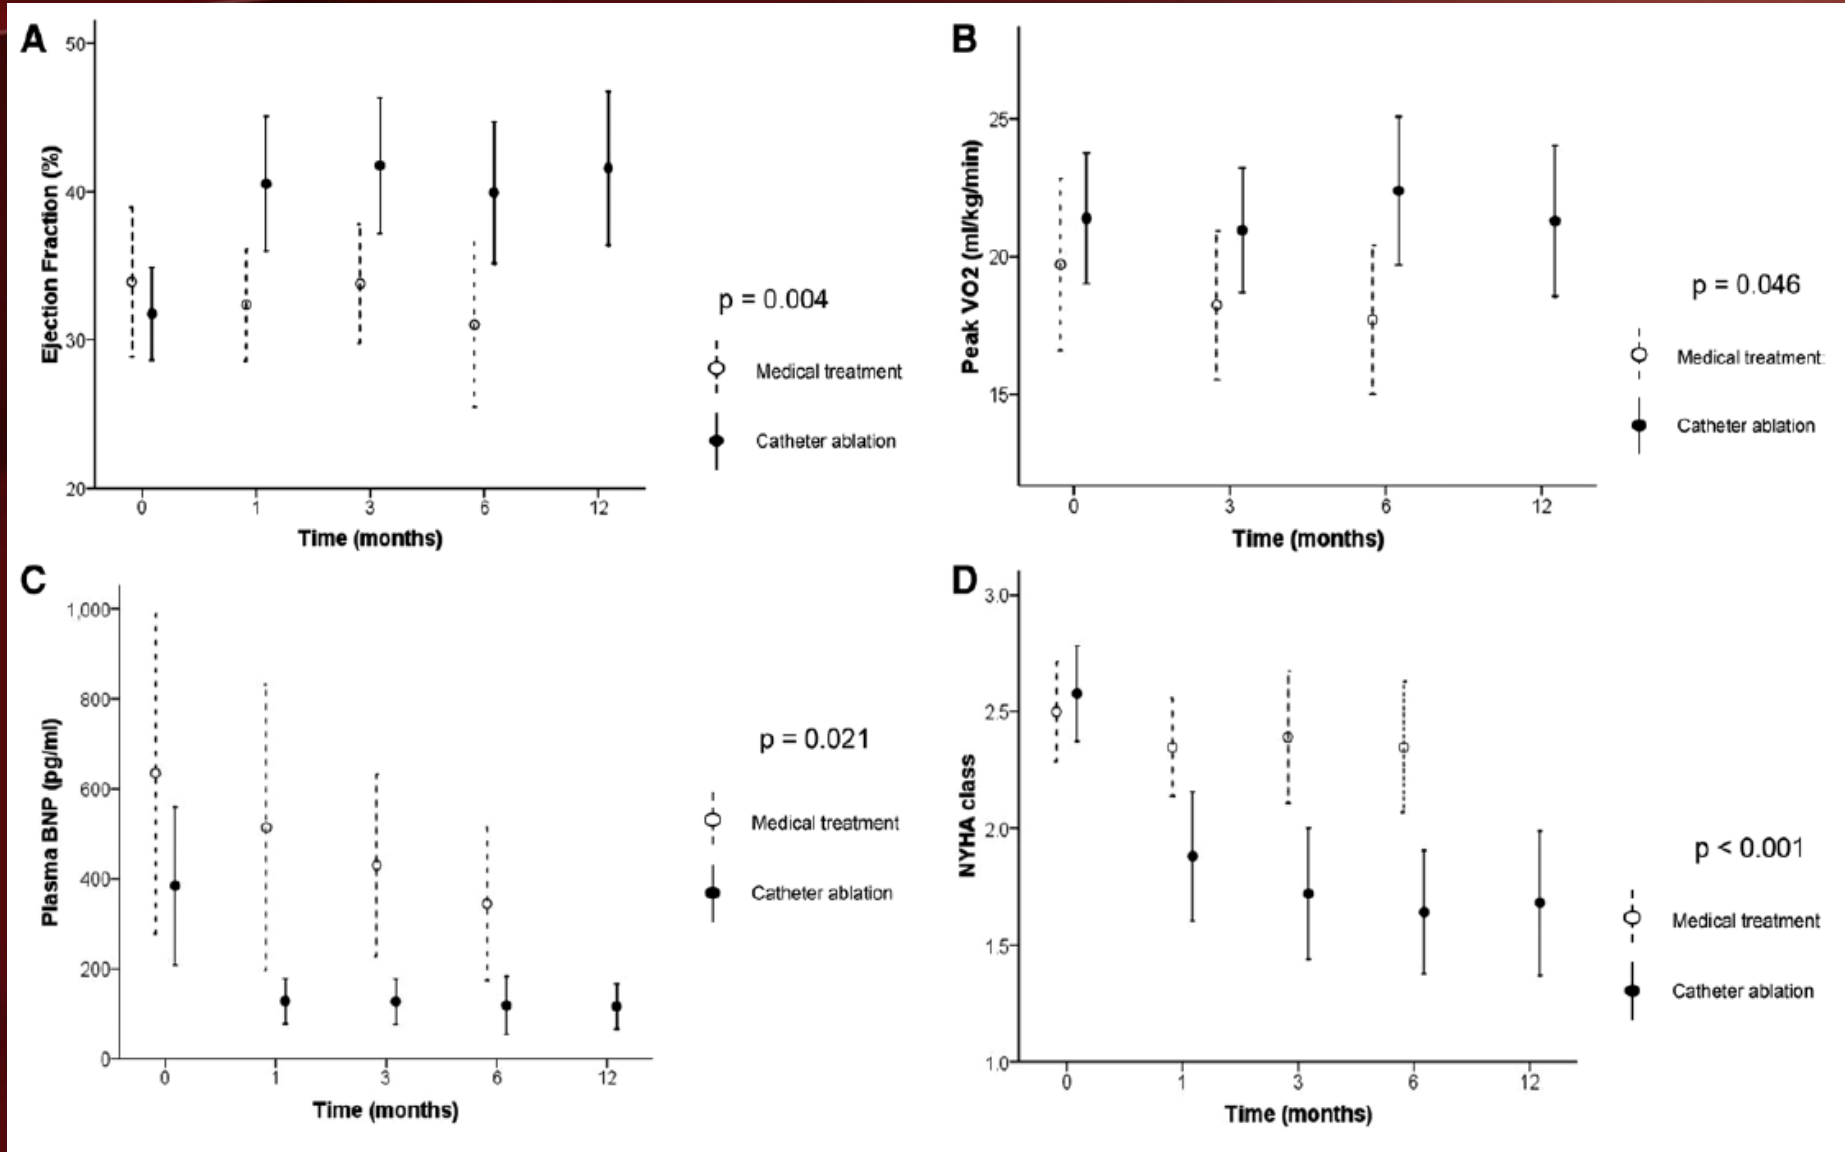 A
50
40
30
20
Ejection Fraction (%)
0 1 3 6 12
Time (months)
p = 0.004
Medical treatment
Catheter ablation
B
25
20
15
Peak VO2 (ml/kg/min)
0 3 6 12
Time (months)
p = 0.046
Medical treatment:
Catheter ablation
C
1,000
800
600
400
200
0
Plasma BNP (pg/ml)
0 1 3 6 12
Time (months)
p = 0.021
Medical treatment
Catheter ablation
D
3.0
2.5
2.0
1.5
1.0
NYHA class
0 1 3 6 12
Time (months)
p < 0.001
Medical treatment
Catheter ablation